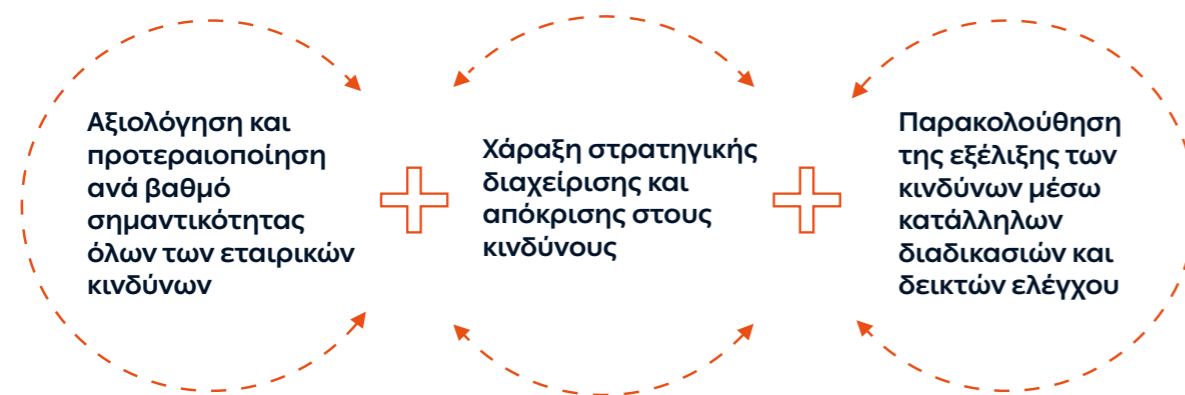 Αξιολόγηση και
προτεραιοποίηση
ανά βαθμό
σημαντικότητας
όλων των εταιρικών
κινδύνων
Χάραξη στρατηγικής
διαχείρισης και
απόκρισης στους
κινδύνους
Παρακολούθηση
της εξέλιξης των
κινδύνων μέσω
κατάλληλων
διαδικασιών και
δεικτών ελέγχου